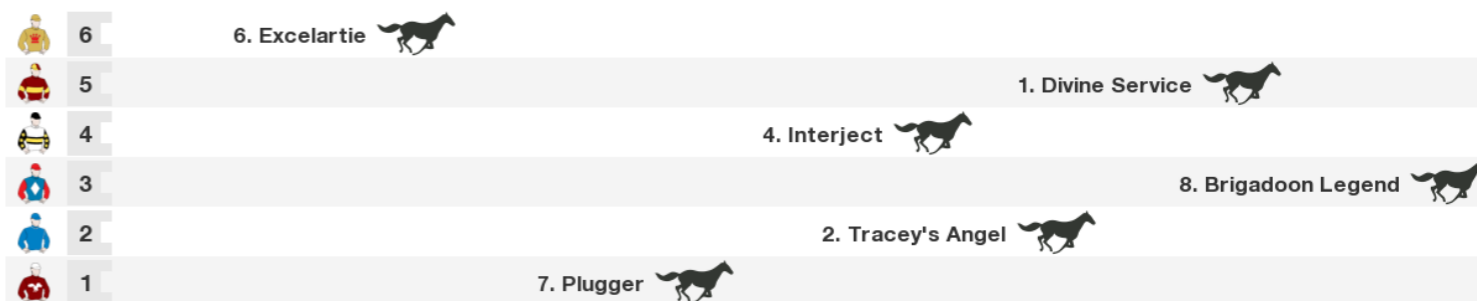 6 6. Excelartie
5 1. Divine Service
4 4. Interject
3 8. Brigadoon Legend
2 2. Tracey's Angel
1 7. Plugger